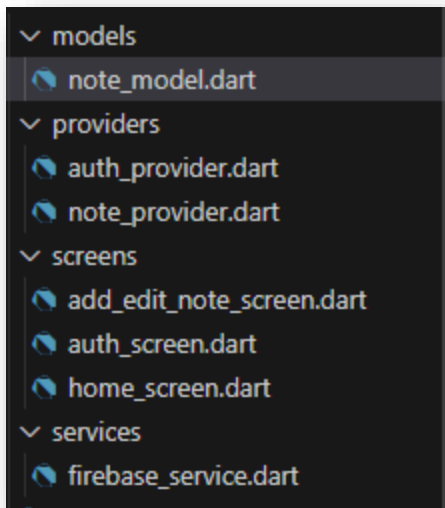 models
note_model.dart
providers
auth_provider.dart
note_provider.dart
screens
add_edit_note_screen.dart
auth_screen.dart
home_screen.dart
services
firebase_service.dart